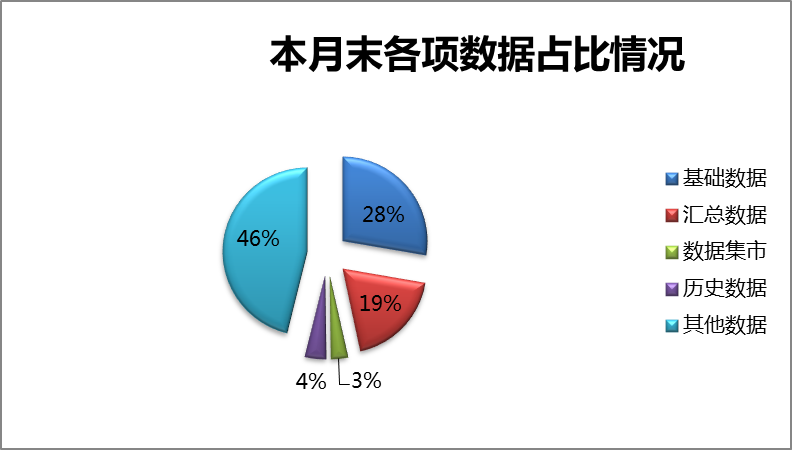 本月末各项数据占比情况
28%
19%
3%
4%
46%
基础数据
汇总数据
数据集市
历史数据
其他数据